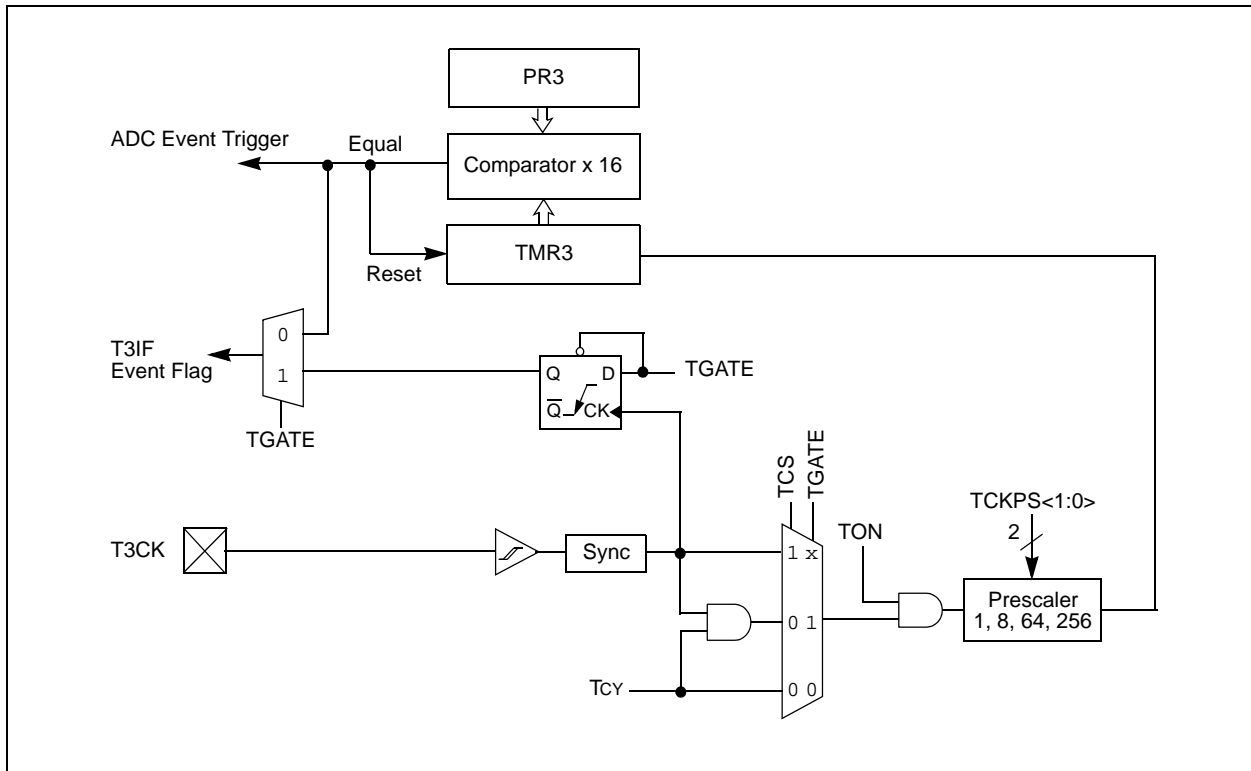 PR3
ADC Event Trigger
Equal
Comparator x 16
TMR3
Reset
0
T3IF
Event Flag
1
TGATE
Q D
Q CK
TGATE
TCS
TGATE
TCKPS<1:0>
2
TON
T3CK
Sync
1 x
Prescaler
1, 8, 64, 256
0 1
TCY
0 0